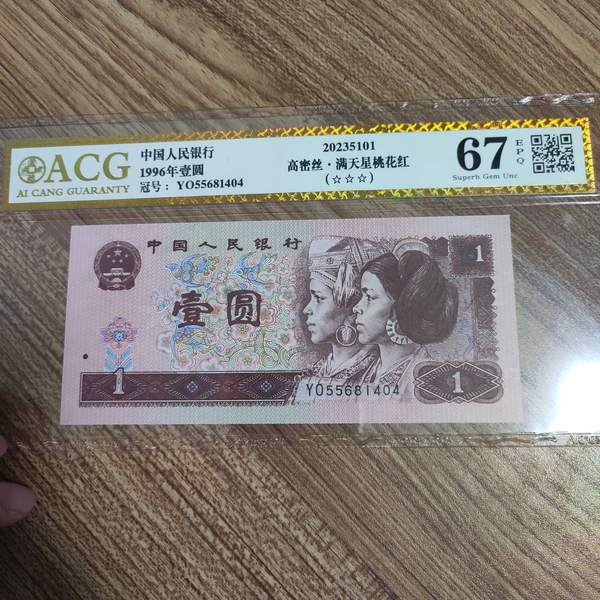 ACG
AI CANG GUARANTY
中国人民银行
1996年壹圆
冠号: YO55681404
20235101
高密丝·满天星桃花红
(☆☆☆)
67
EPQ
Superb Gem Unc
中国人民银行
1
壹圆
1
YO55681404
1